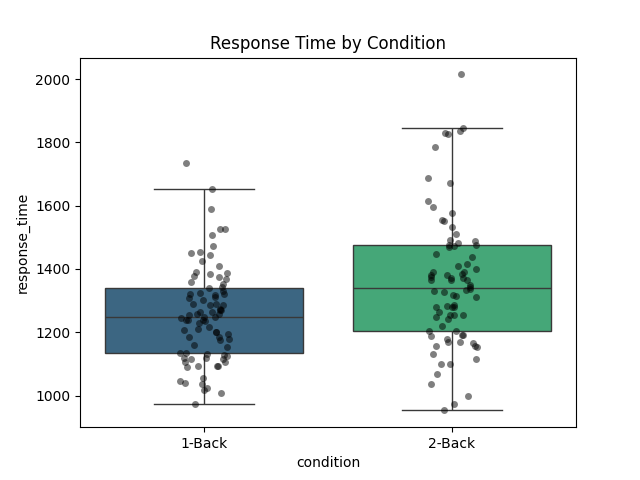 Response Time by Condition
response_time
2000
1800
1600
1400
1200
1000
1-Back
2-Back
condition